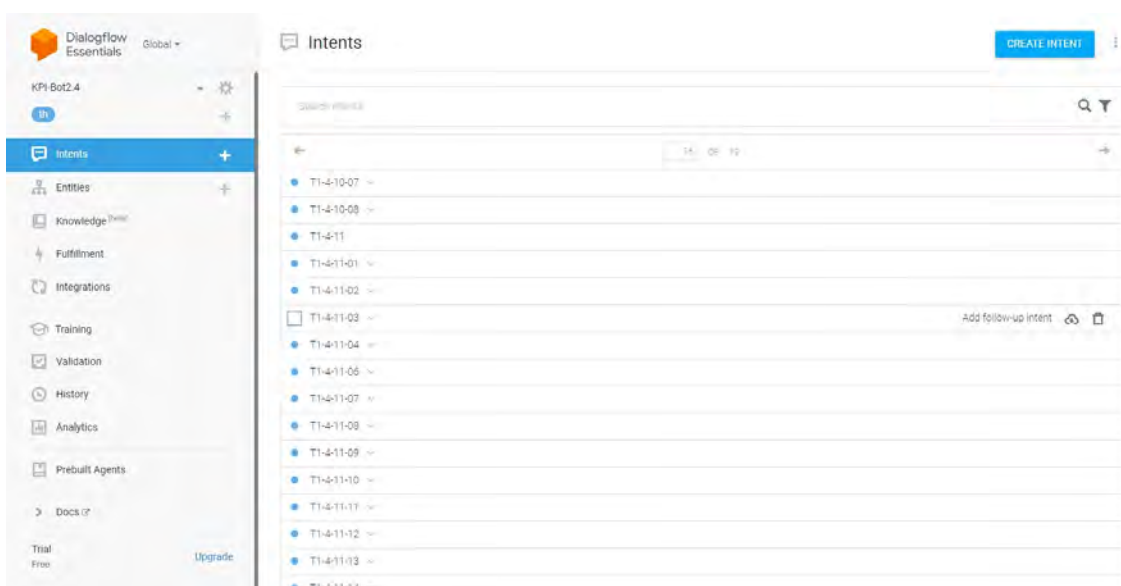 Dialogflow
Essentials
Global
KPI-Bot2.4
Intents
Entities
Knowledge
Fulfillment
Integrations
Training
Validation
History
Analytics
Prebuilt Agents
Docs
Trial
Free
Upgrade
Intents
CREATE INTENT
Search intents
T1-4-10-07
T1-4-10-08
T1-4-11
T1-4-11-01
T1-4-11-02
T1-4-11-03
Add follow-up intent
T1-4-11-04
T1-4-11-06
T1-4-11-07
T1-4-11-08
T1-4-11-09
T1-4-11-10
T1-4-11-11
T1-4-11-12
T1-4-11-13